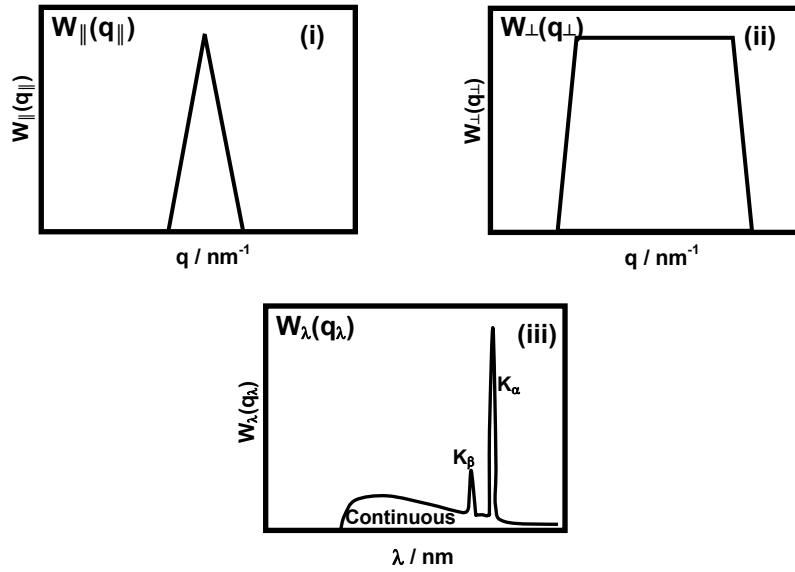 W∥(q∥)
(i)
W∥(q∥)
q / nm-1
W⊥(q⊥)
(ii)
W⊥(q⊥)
q / nm-1
Wλ(qλ)
(iii)
Wλ(qλ)
Kα
Kβ
Continuous
λ / nm